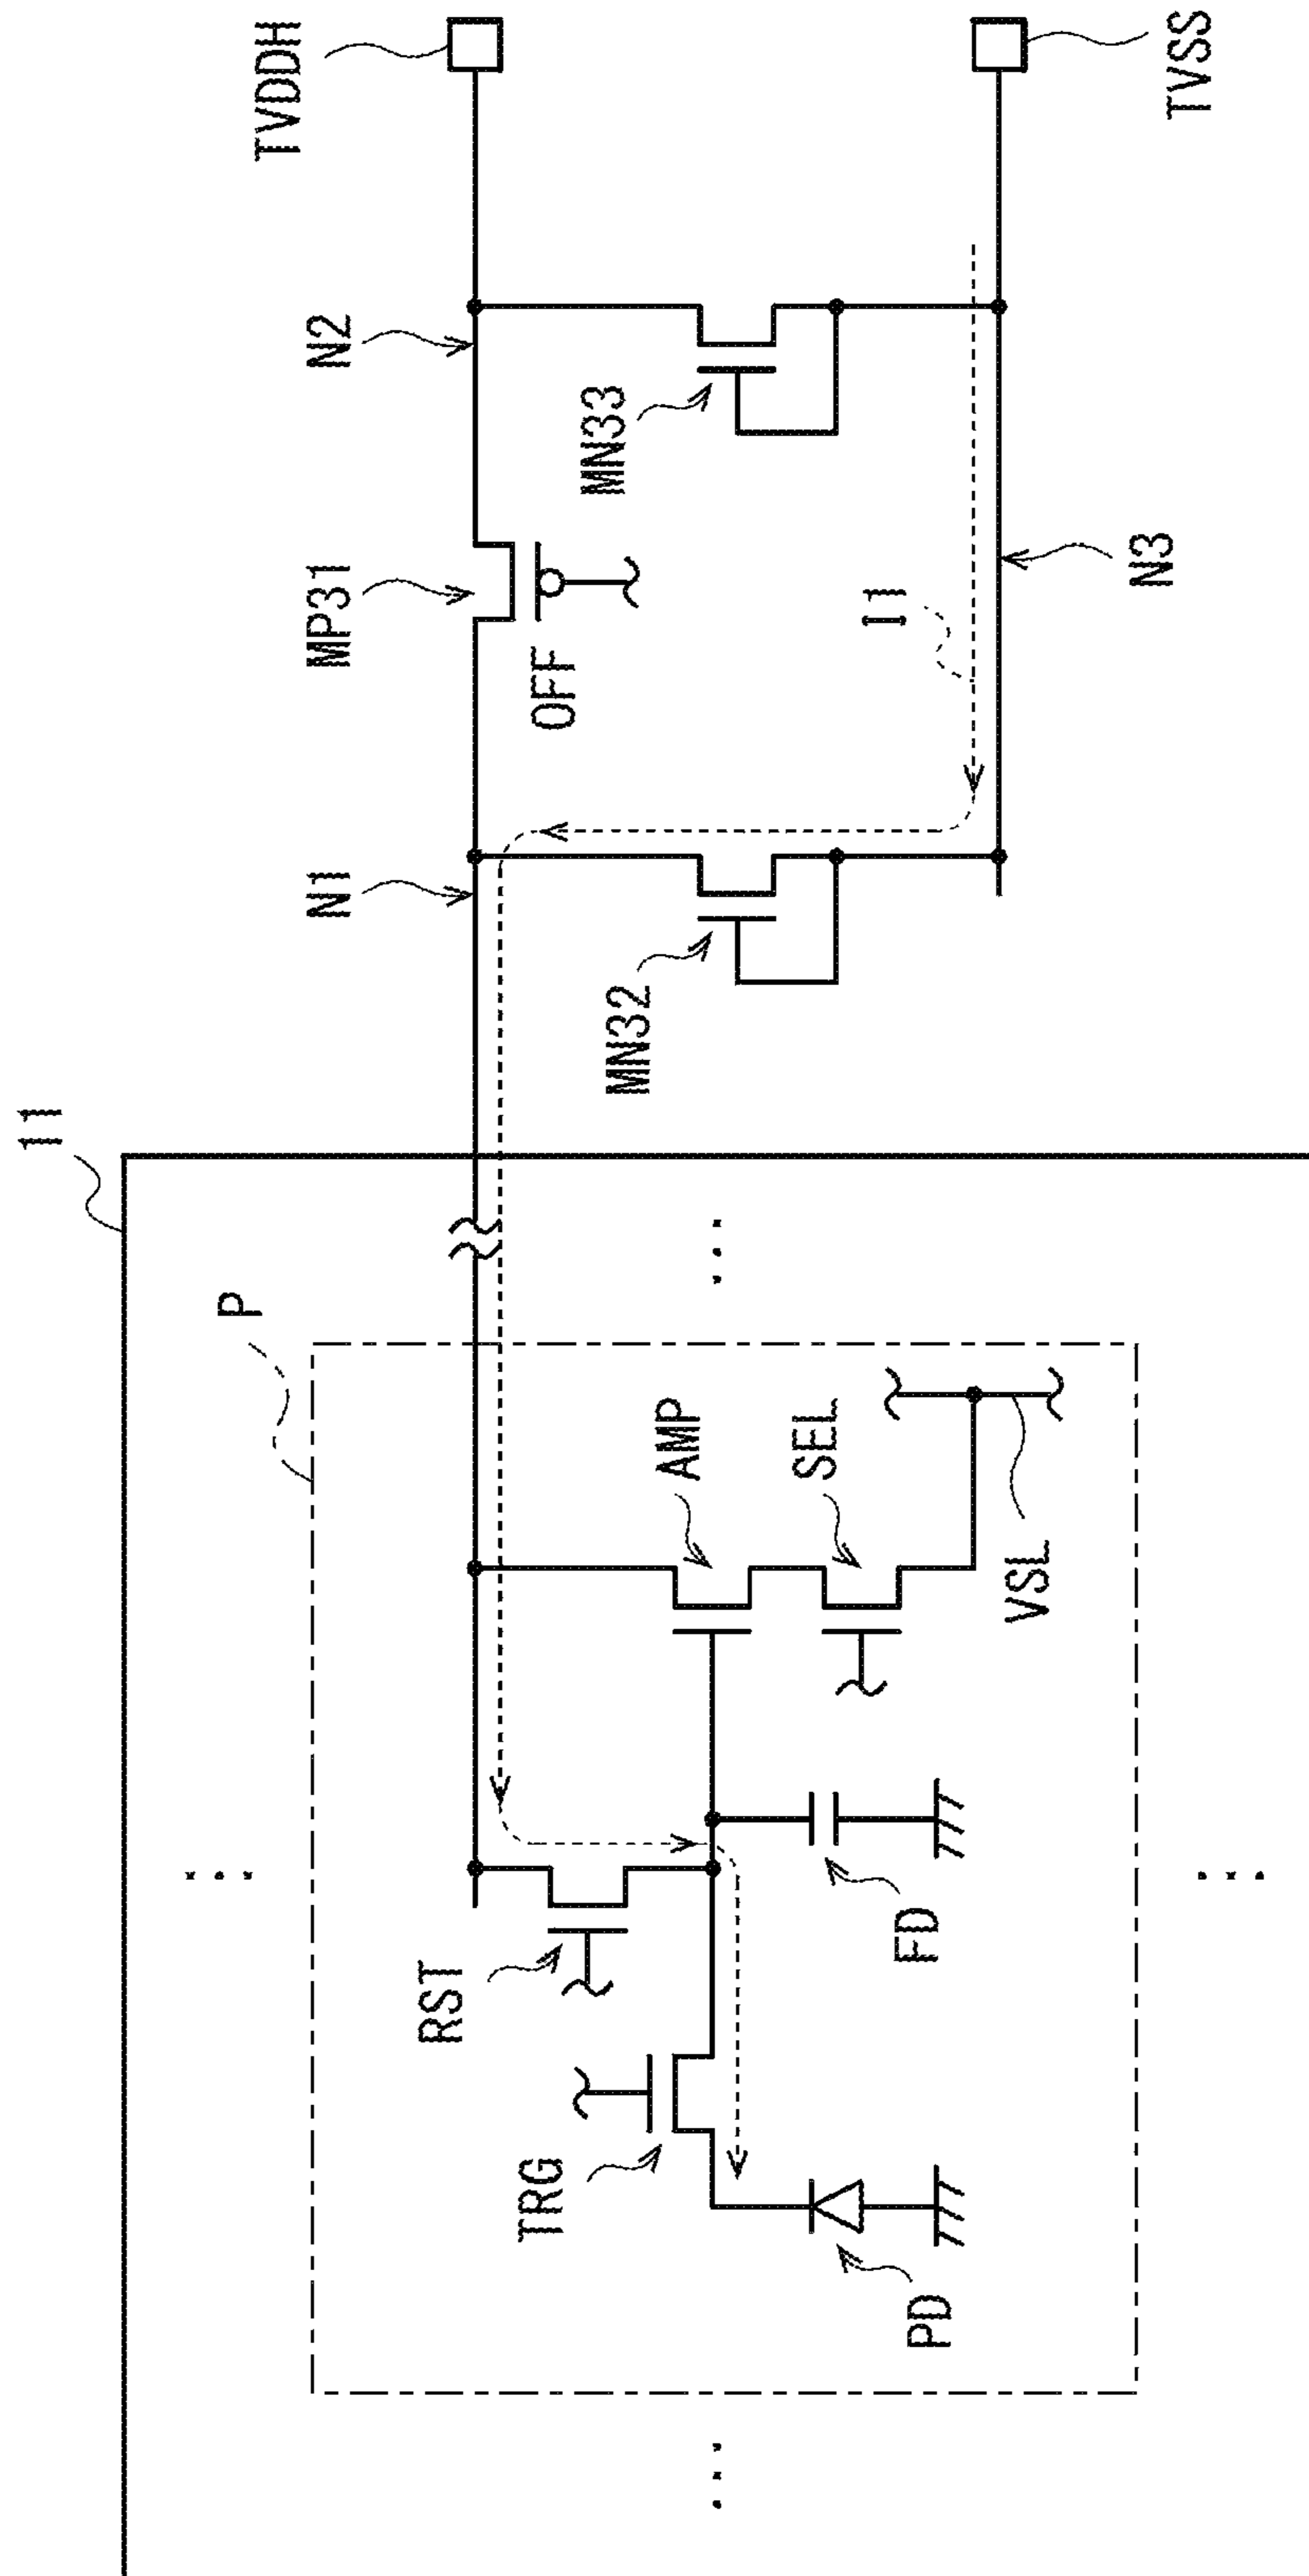 11
P
TRG
RST
PD
FD
AMP
SEL
VSL
N1
MN32
MP31
OFF
I1
N3
N2
MN33
TVDDH
TVSS